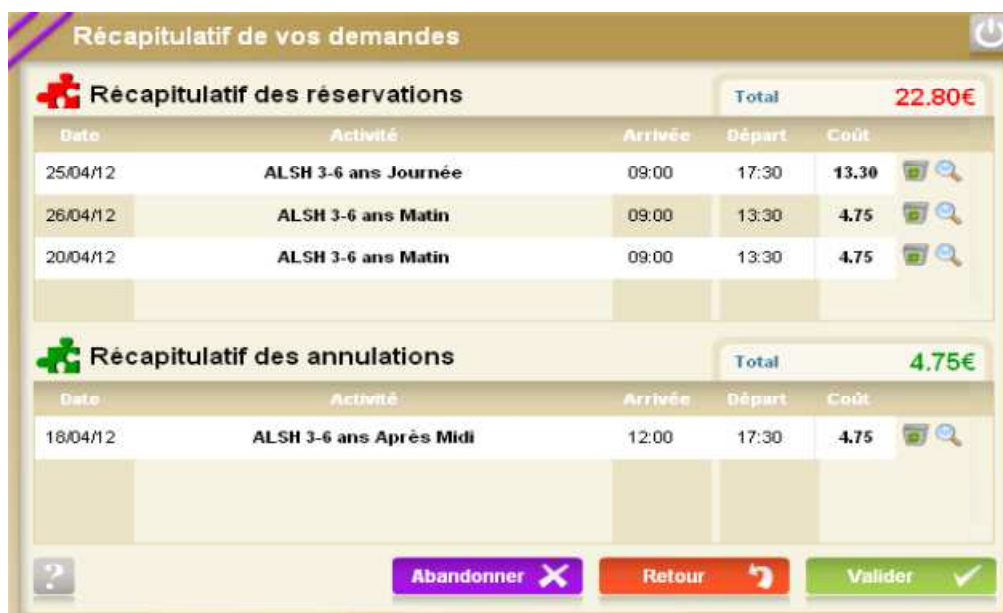 Récapitulatif de vos demandes
Récapitulatif des réservations Total 22.80€
Date Activité Arrivée Départ Coût
25/04/12 ALSH 3-6 ans Journée 09:00 17:30 13.30
26/04/12 ALSH 3-6 ans Matin 09:00 13:30 4.75
20/04/12 ALSH 3-6 ans Matin 09:00 13:30 4.75
Récapitulatif des annulations Total 4.75€
Date Activité Arrivée Départ Coût
18/04/12 ALSH 3-6 ans Après Midi 12:00 17:30 4.75
? Abandonner Retour Valider